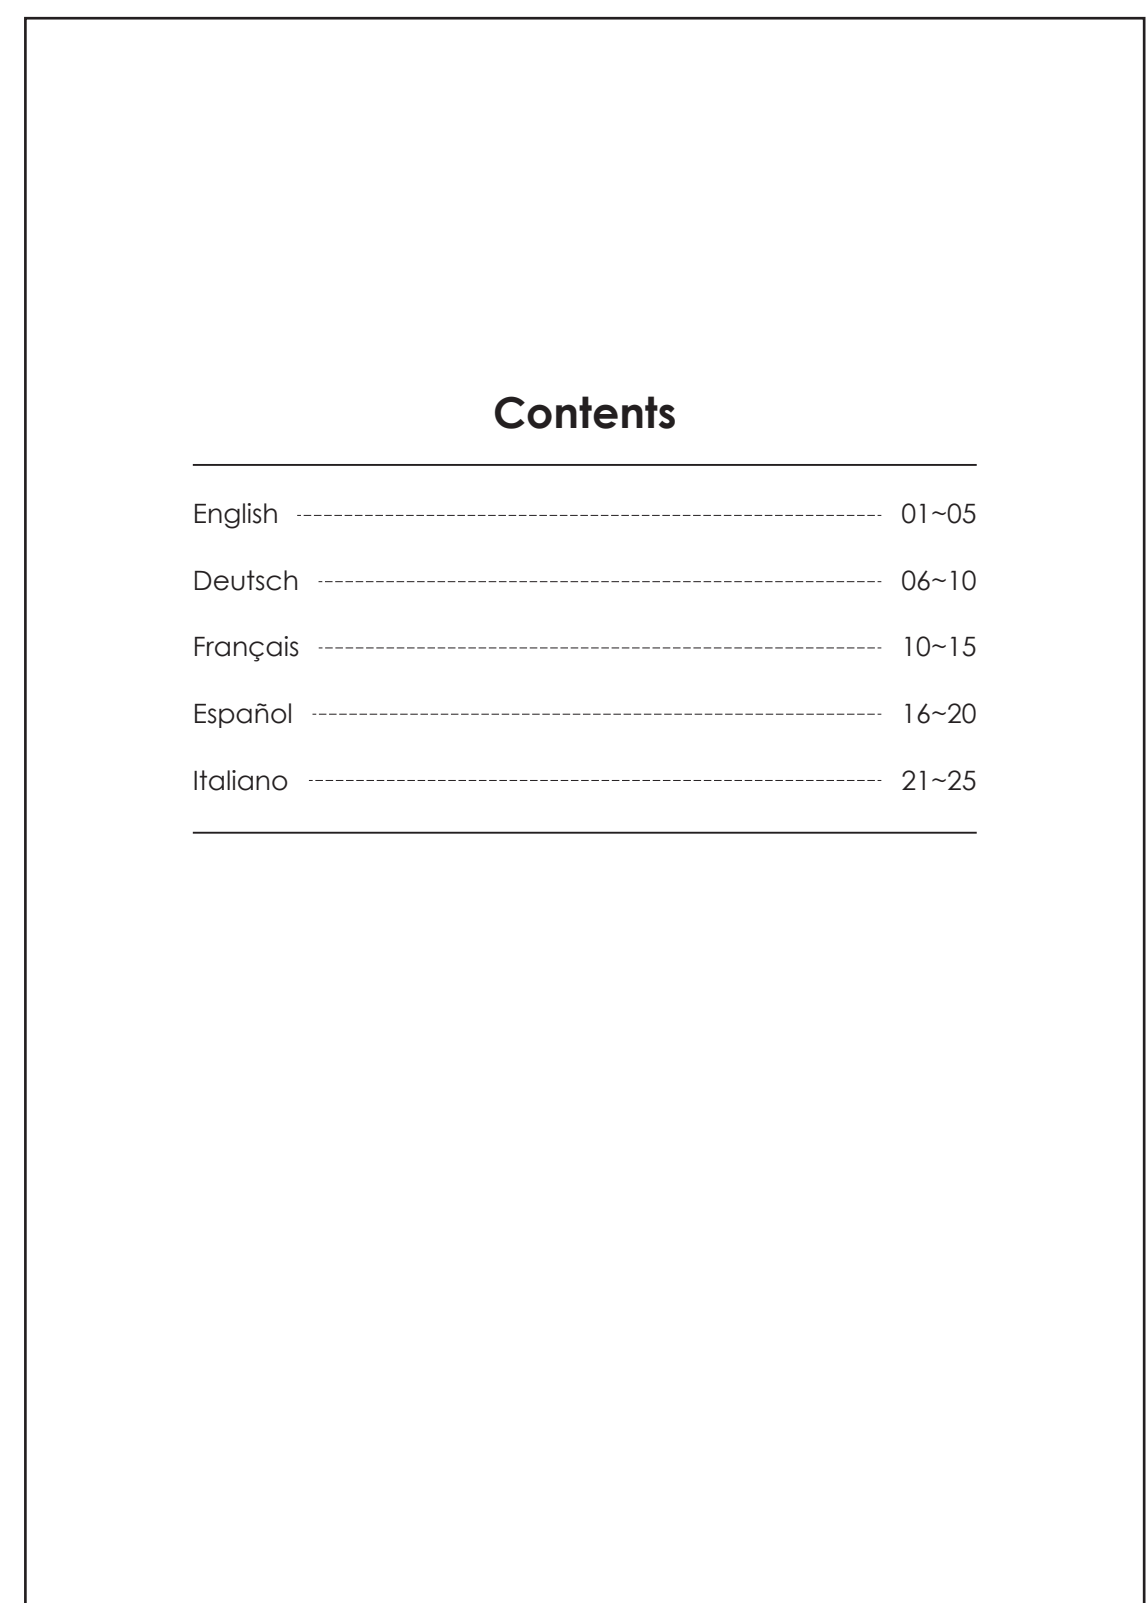 Contents
English 01~05
Deutsch 06~10
Français 10~15
Español 16~20
Italiano 21~25